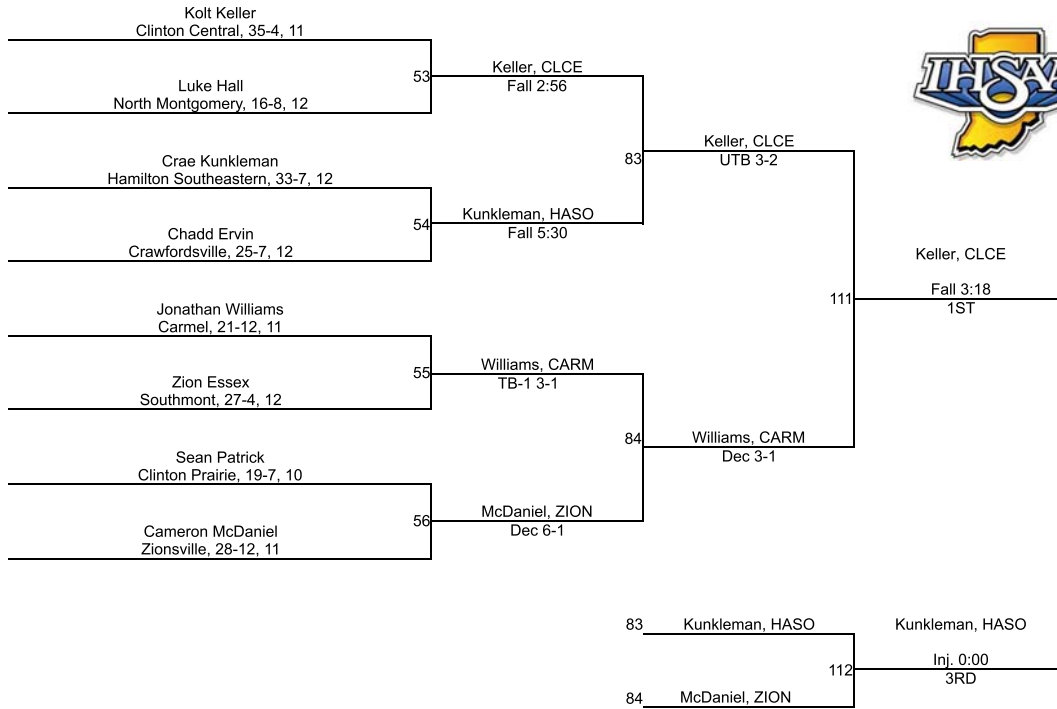 Kolt Keller
Clinton Central, 35-4, 11
53
Keller, CLCE
Fall 2:56
Luke Hall
North Montgomery, 16-8, 12
83
Keller, CLCE
UTB 3-2
Crae Kunkleman
Hamilton Southeastern, 33-7, 12
54
Kunkleman, HASO
Fall 5:30
Chadd Ervin
Crawfordsville, 25-7, 12
111
Keller, CLCE
Fall 3:18
1ST
Jonathan Williams
Carmel, 21-12, 11
55
Williams, CARM
TB-1 3-1
Zion Essex
Southmont, 27-4, 12
84
Williams, CARM
Dec 3-1
Sean Patrick
Clinton Prairie, 19-7, 10
56
McDaniel, ZION
Dec 6-1
Cameron McDaniel
Zionsville, 28-12, 11
83
Kunkleman, HASO
112
Kunkleman, HASO
Inj. 0:00
3RD
84
McDaniel, ZION
IHSAA